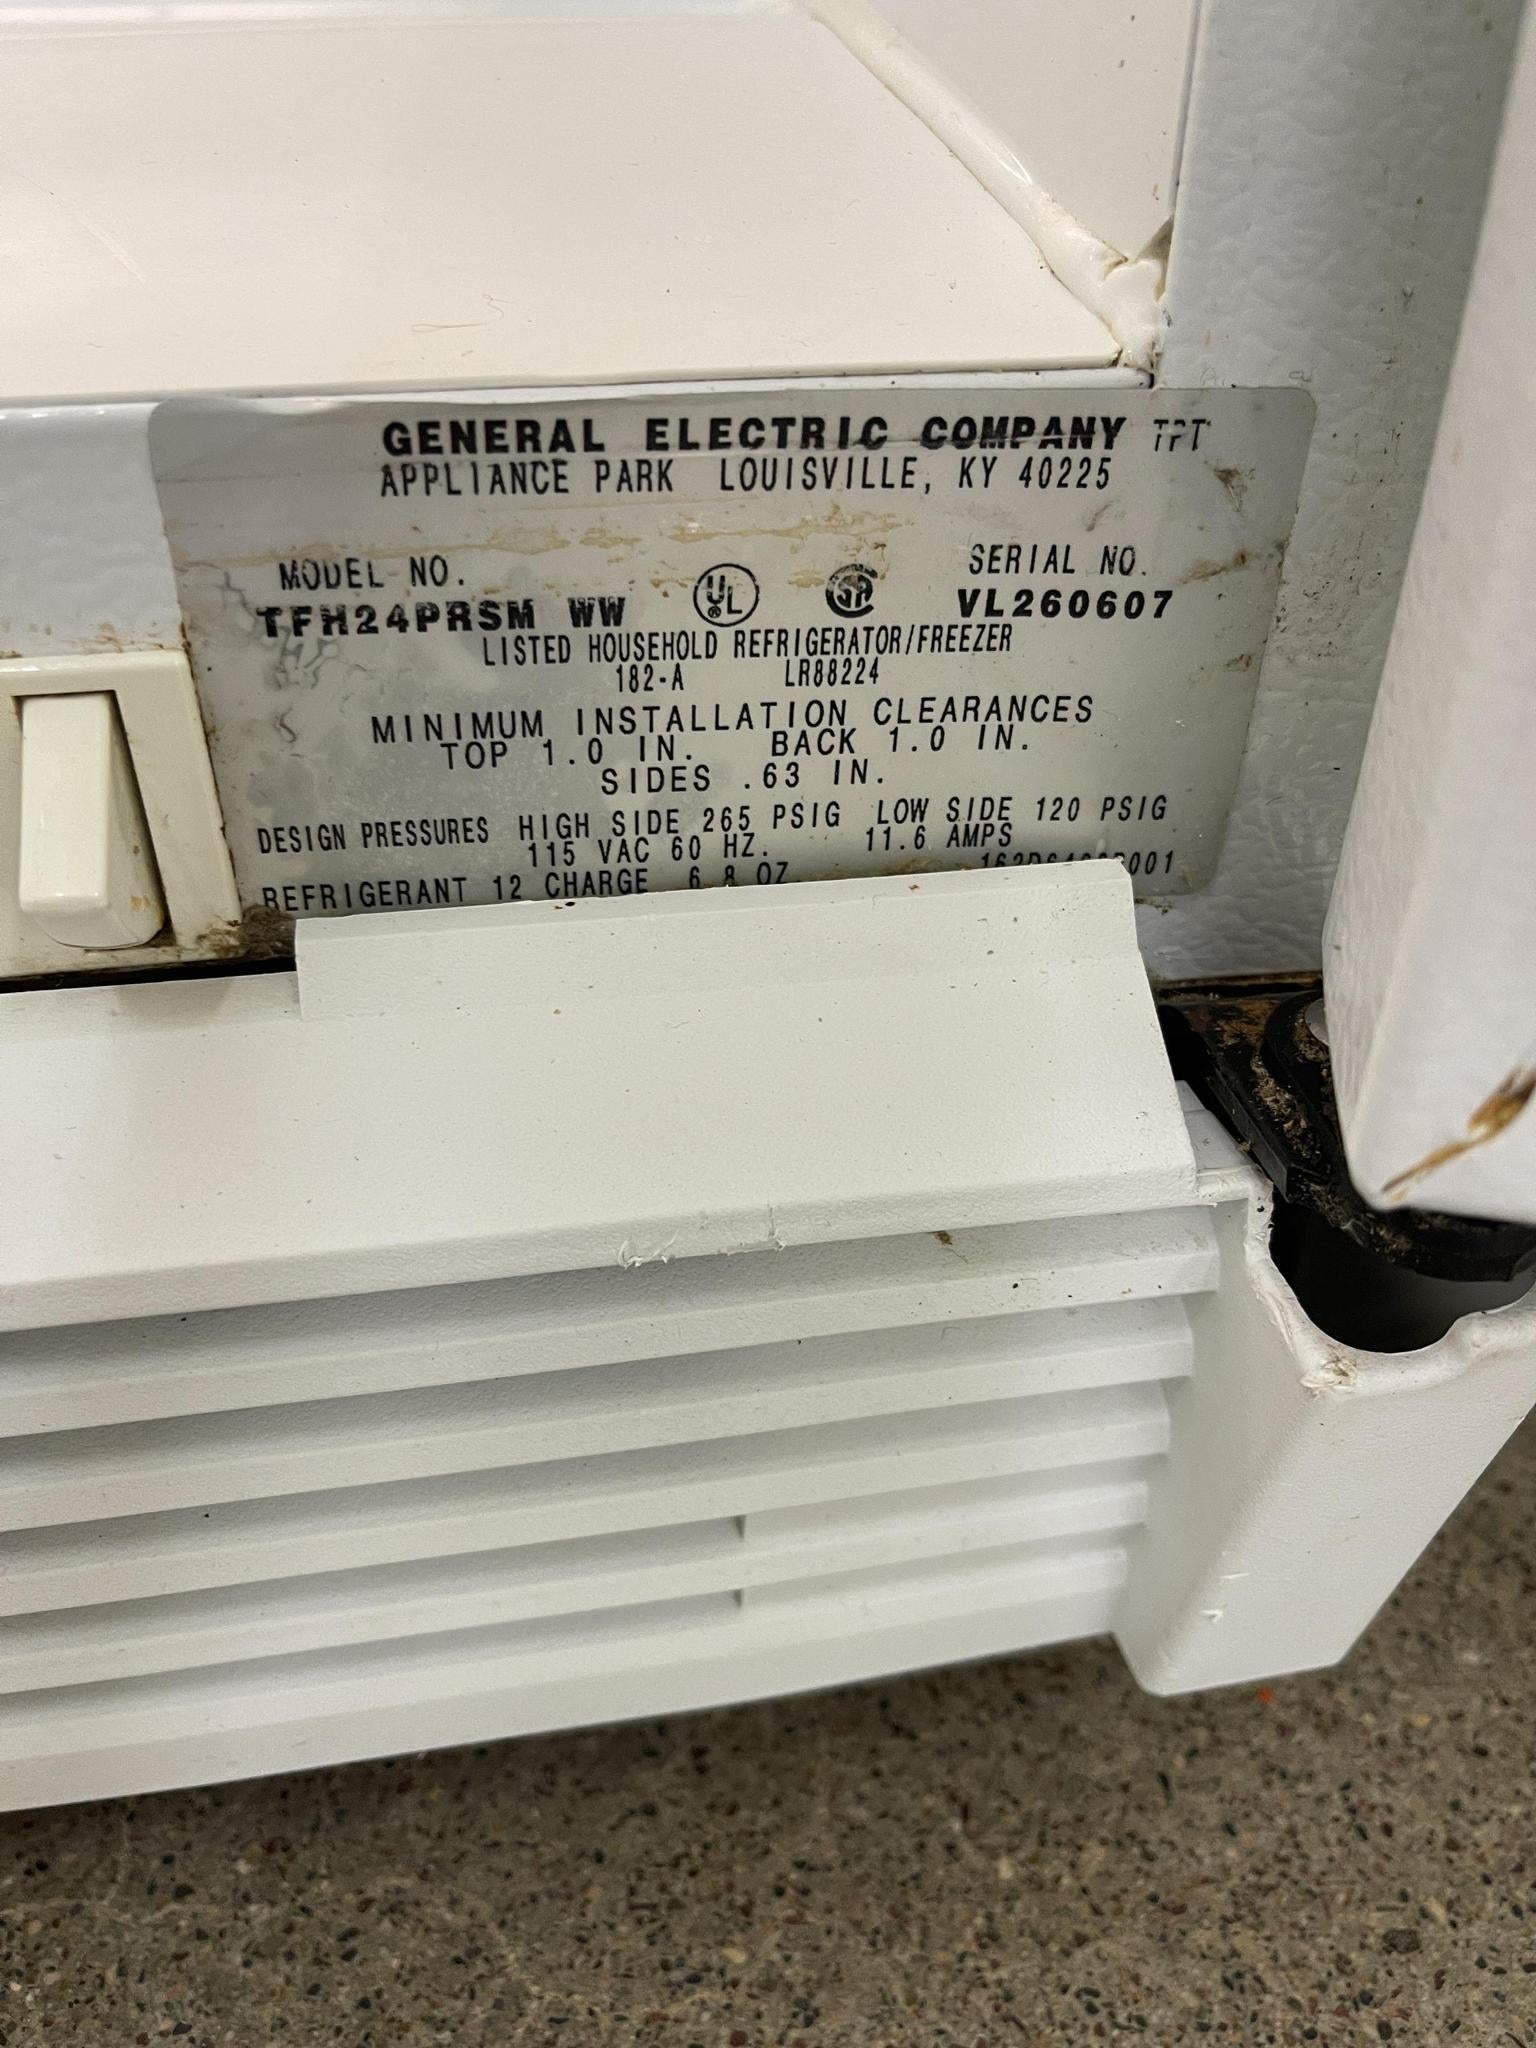 GENERAL ELECTRIC COMPANY TPT
APPLIANCE PARK LOUISVILLE, KY 40225
MODEL NO. SERIAL NO.
TFH24PRSM WW UL ® SA VL260607
LISTED HOUSEHOLD REFRIGERATOR/FREEZER
182-A LR88224
MINIMUM INSTALLATION CLEARANCES
TOP 1.0 IN. BACK 1.0 IN.
SIDES .63 IN.
DESIGN PRESSURES HIGH SIDE 265 PSIG LOW SIDE 120 PSIG
115 VAC 60 HZ. 11.6 AMPS
REFRIGERANT 12 CHARGE 6.8 OZ